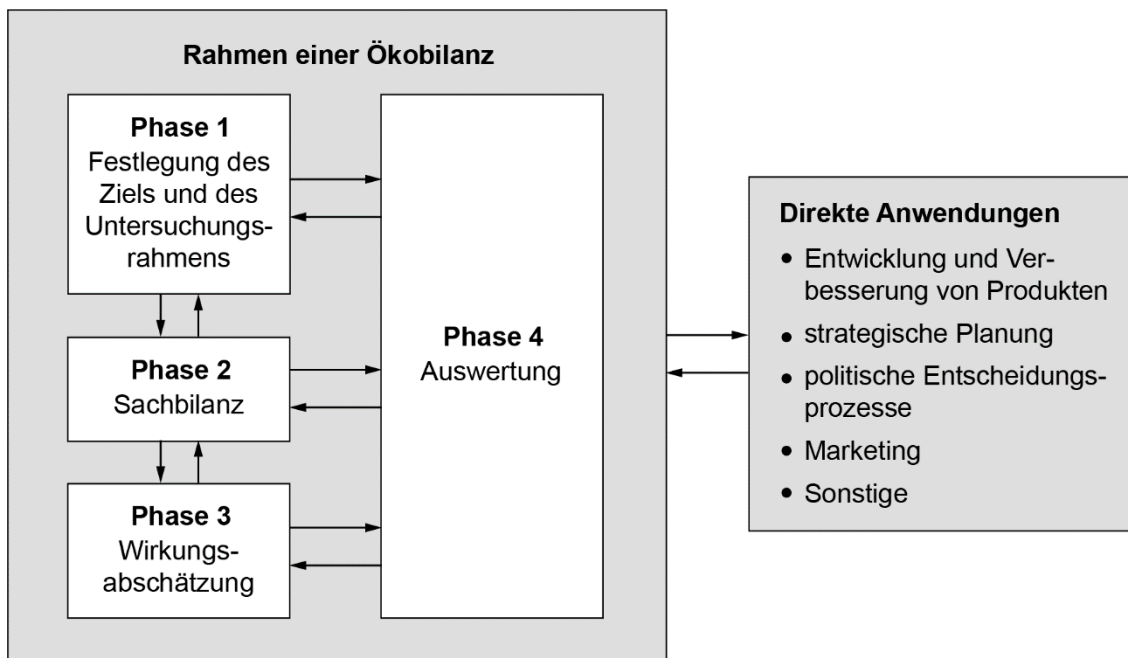 Rahmen einer Ökobilanz
Phase 1
Festlegung des
Ziels und des
Untersuchungs-
rahmens
Phase 2
Sachbilanz
Phase 3
Wirkungs-
abschätzung
Phase 4
Auswertung
Direkte Anwendungen
• Entwicklung und Ver-
besserung von Produkten
• strategische Planung
• politische Entscheidungs-
prozesse
• Marketing
• Sonstige